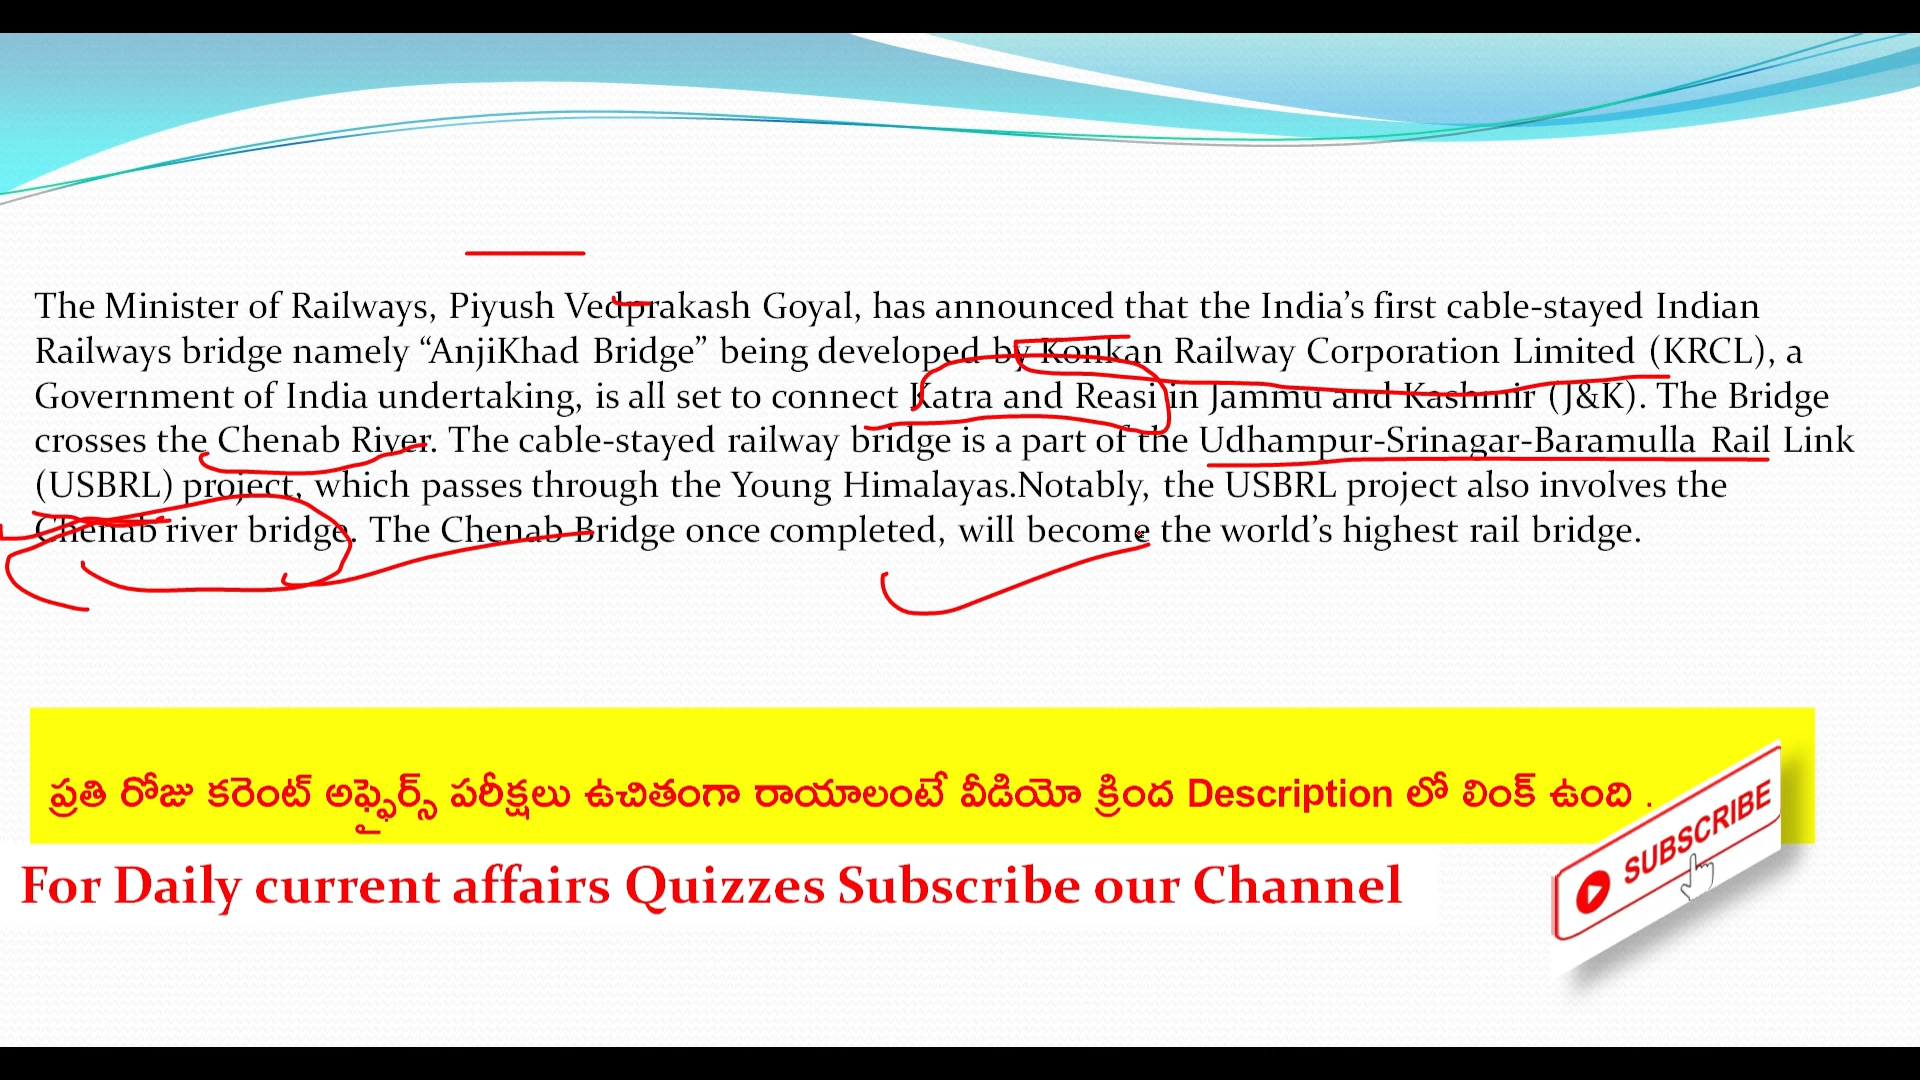 The Minister of Railways, Piyush Vedprakash Goyal, has announced that the India's first cable-stayed Indian
Railways bridge namely “AnjiKhad Bridge” being developed by Konkan Railway Corporation Limited (KRCL), a
Government of India undertaking, is all set to connect Katra and Reasi in Jammu and Kashmir (J&K). The Bridge
crosses the Chenab River. The cable-stayed railway bridge is a part of the Udhampur-Srinagar-Baramulla Rail Link
(USBRL) project, which passes through the Young Himalayas.Notably, the USBRL project also involves the
Chenab river bridge. The Chenab Bridge once completed, will become the world's highest rail bridge.
ప్రతి రోజు కరెంట్ అఫ్ఫైర్స్ పరీక్షలు ఉచితంగా రాయాలంటే వీడియో క్రింద Description లో లింక్ ఉంది .
SUBSCRIBE
For Daily current affairs Quizzes Subscribe our Channel